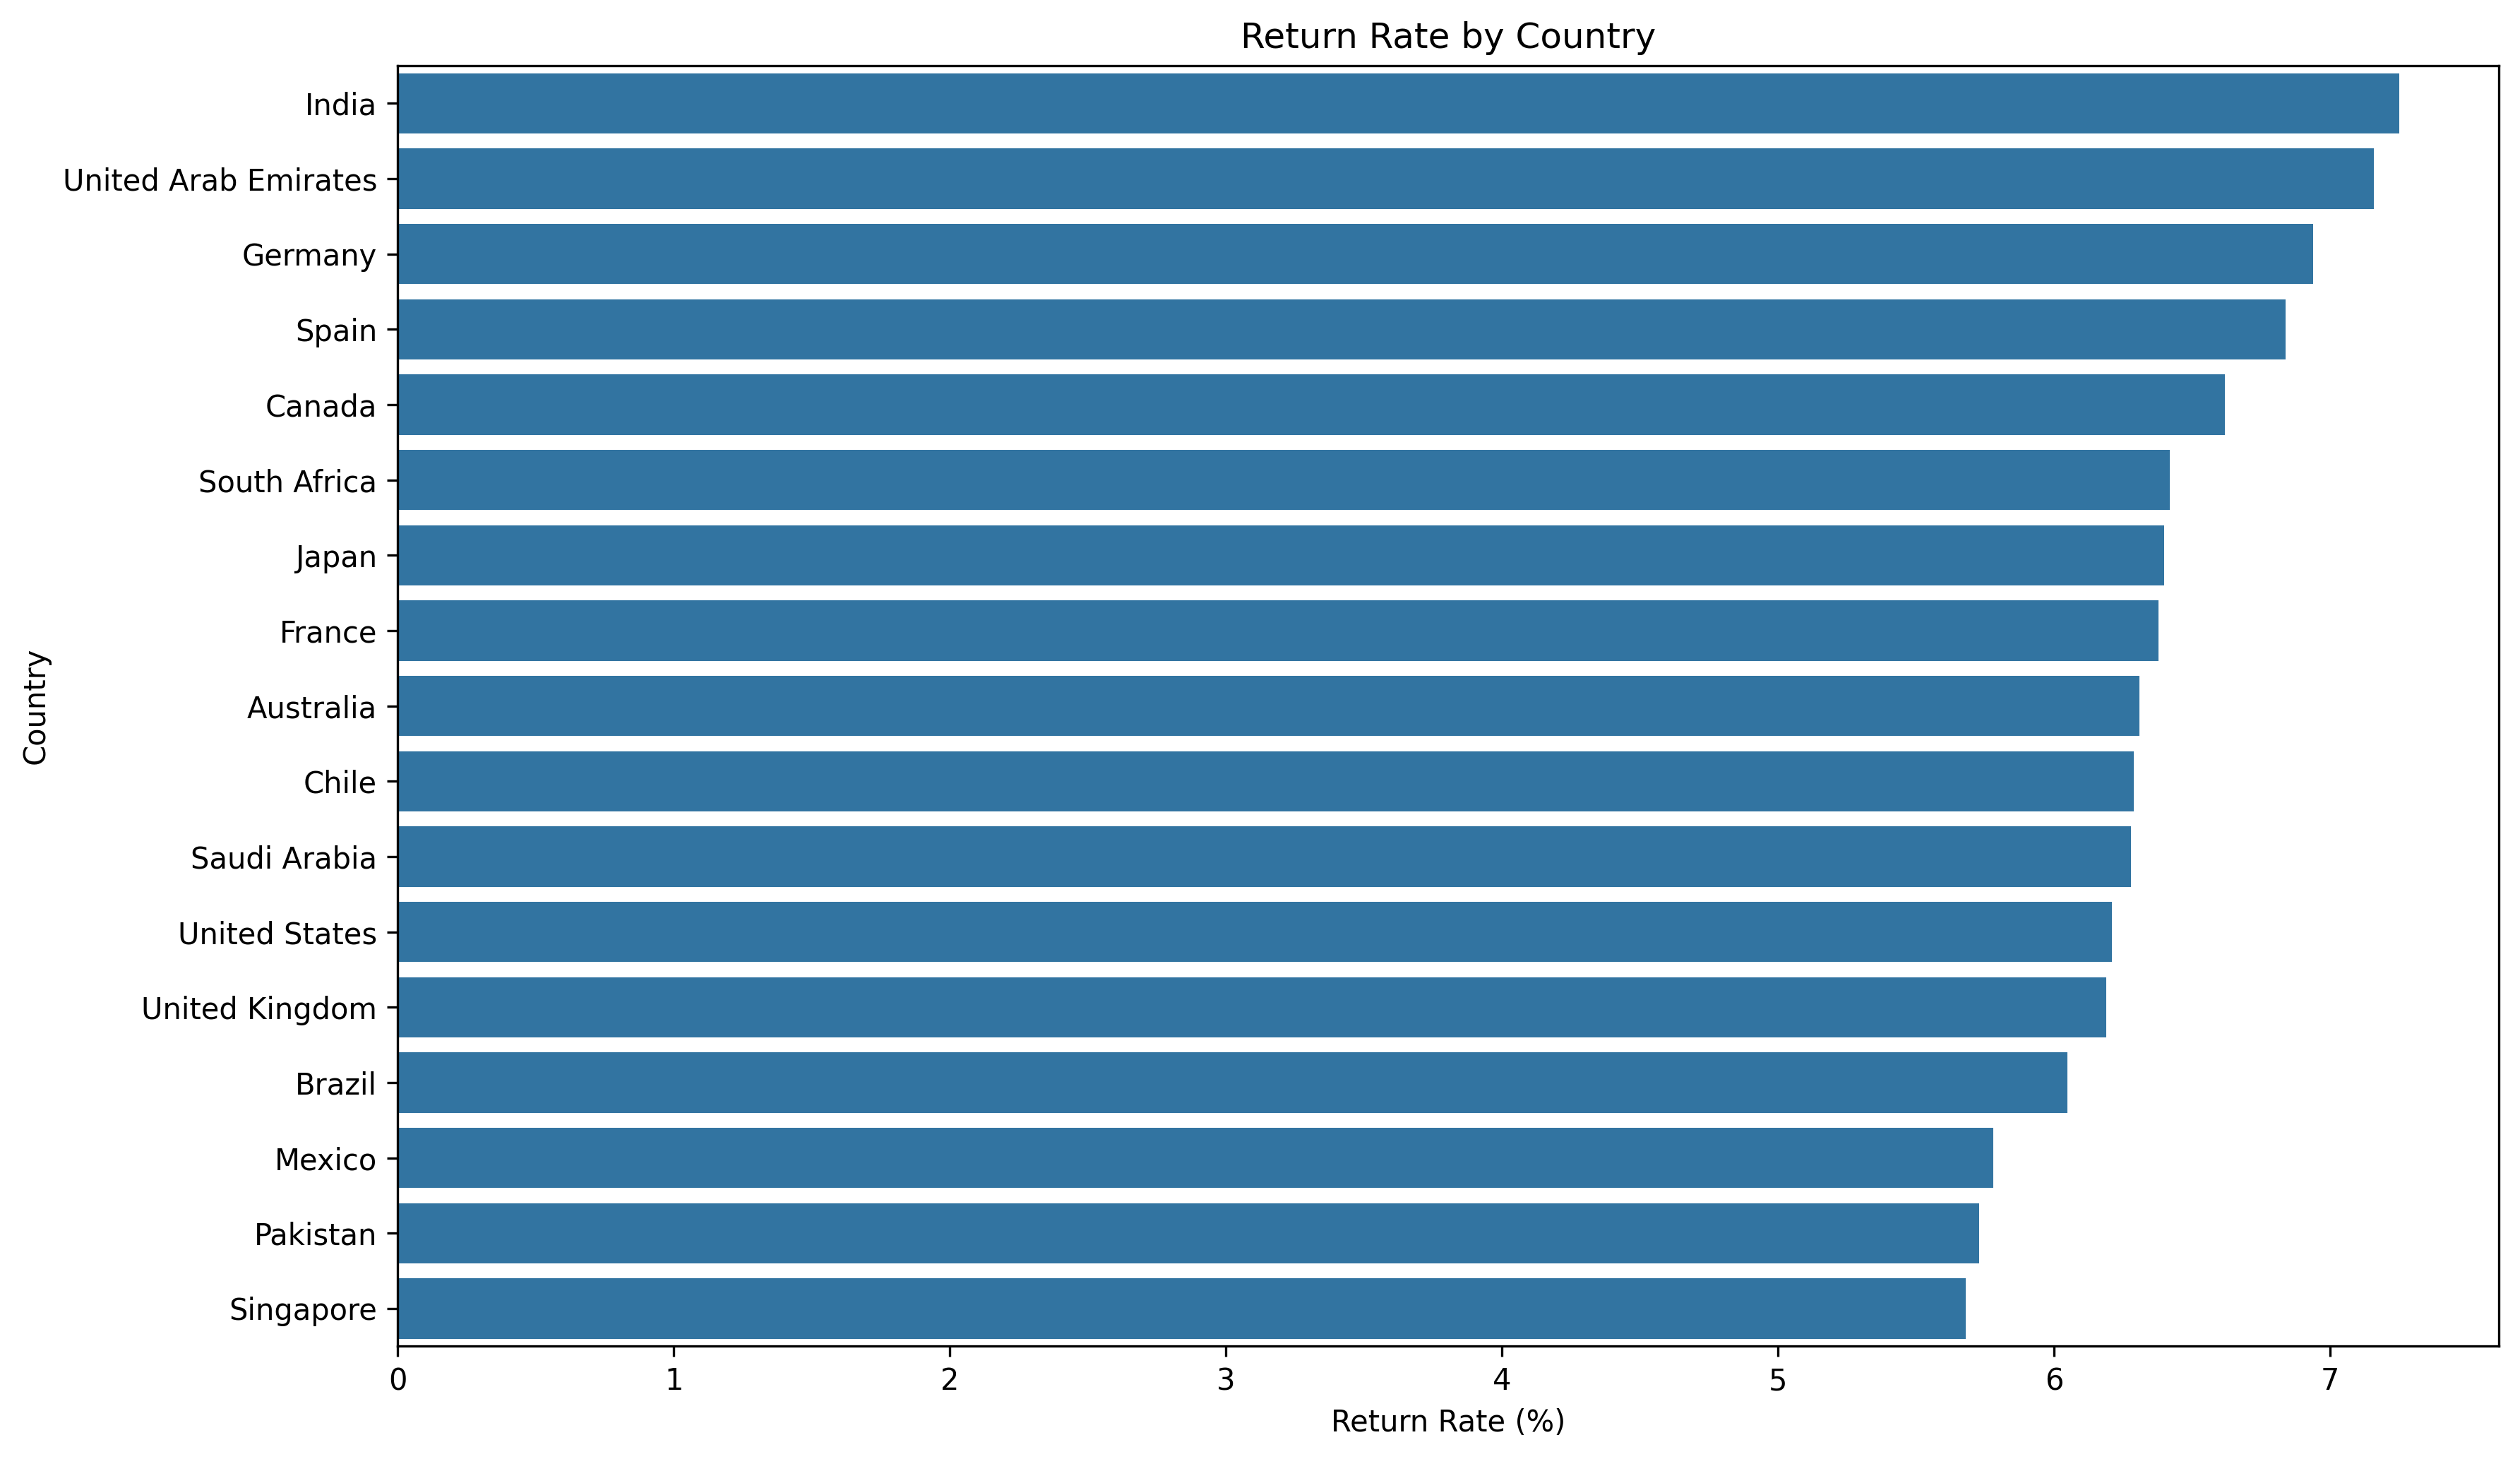 Return Rate by Country
India
United Arab Emirates
Germany
Spain
Canada
South Africa
Japan
France
Australia
Chile
Saudi Arabia
United States
United Kingdom
Brazil
Mexico
Pakistan
Singapore
Country
0 1 2 3 4 5 6 7
Return Rate (%)